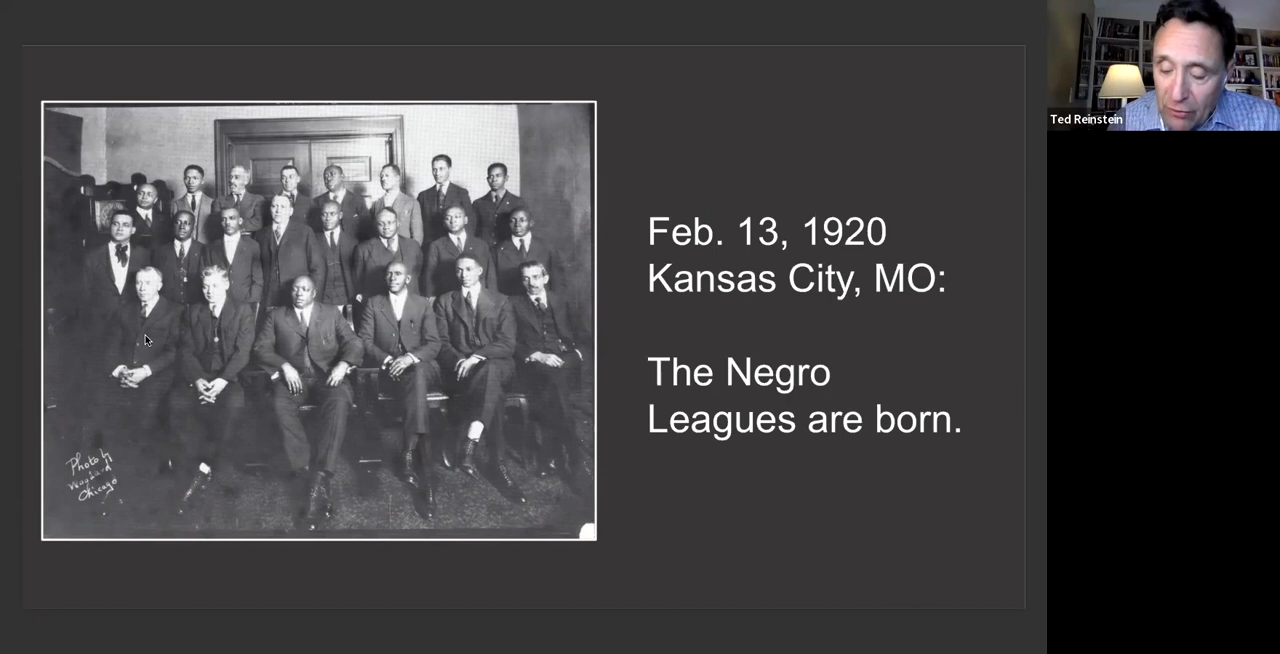 Feb. 13, 1920
Kansas City, MO:
The Negro
Leagues are born.
Ted Reinstein
Photo by
Chicago